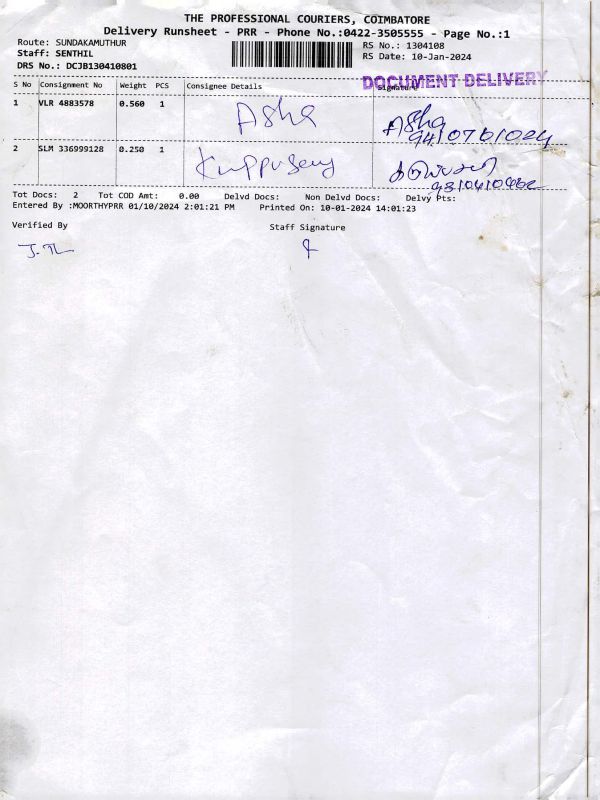 THE PROFESSIONAL COURIERS, COIMBATORE
Delivery Runsheet - PRR - Phone No.:0422-3505555 - Page No.:1
Route: SUNDAKAMUTHUR
Staff: SENTHIL
DRS No.: DCJB130410801
RS No.: 1304108
RS Date: 10-Jan-2024
DOCUMENT DELIVERY
S No Consignment No Weight PCS Consignee Details Signature
1 VLR 4883578 0.560 1 Asha Asha
2 SLM 336999128 0.250 1
Tot Docs: 2 Tot COD Amt: 0.00 Delvd Docs: Non Delvd Docs: Delvy Pts:
Entered By :MOORTHYPRR 01/10/2024 2:01:21 PM Printed On: 10-01-2024 14:01:23
Verified By Staff Signature